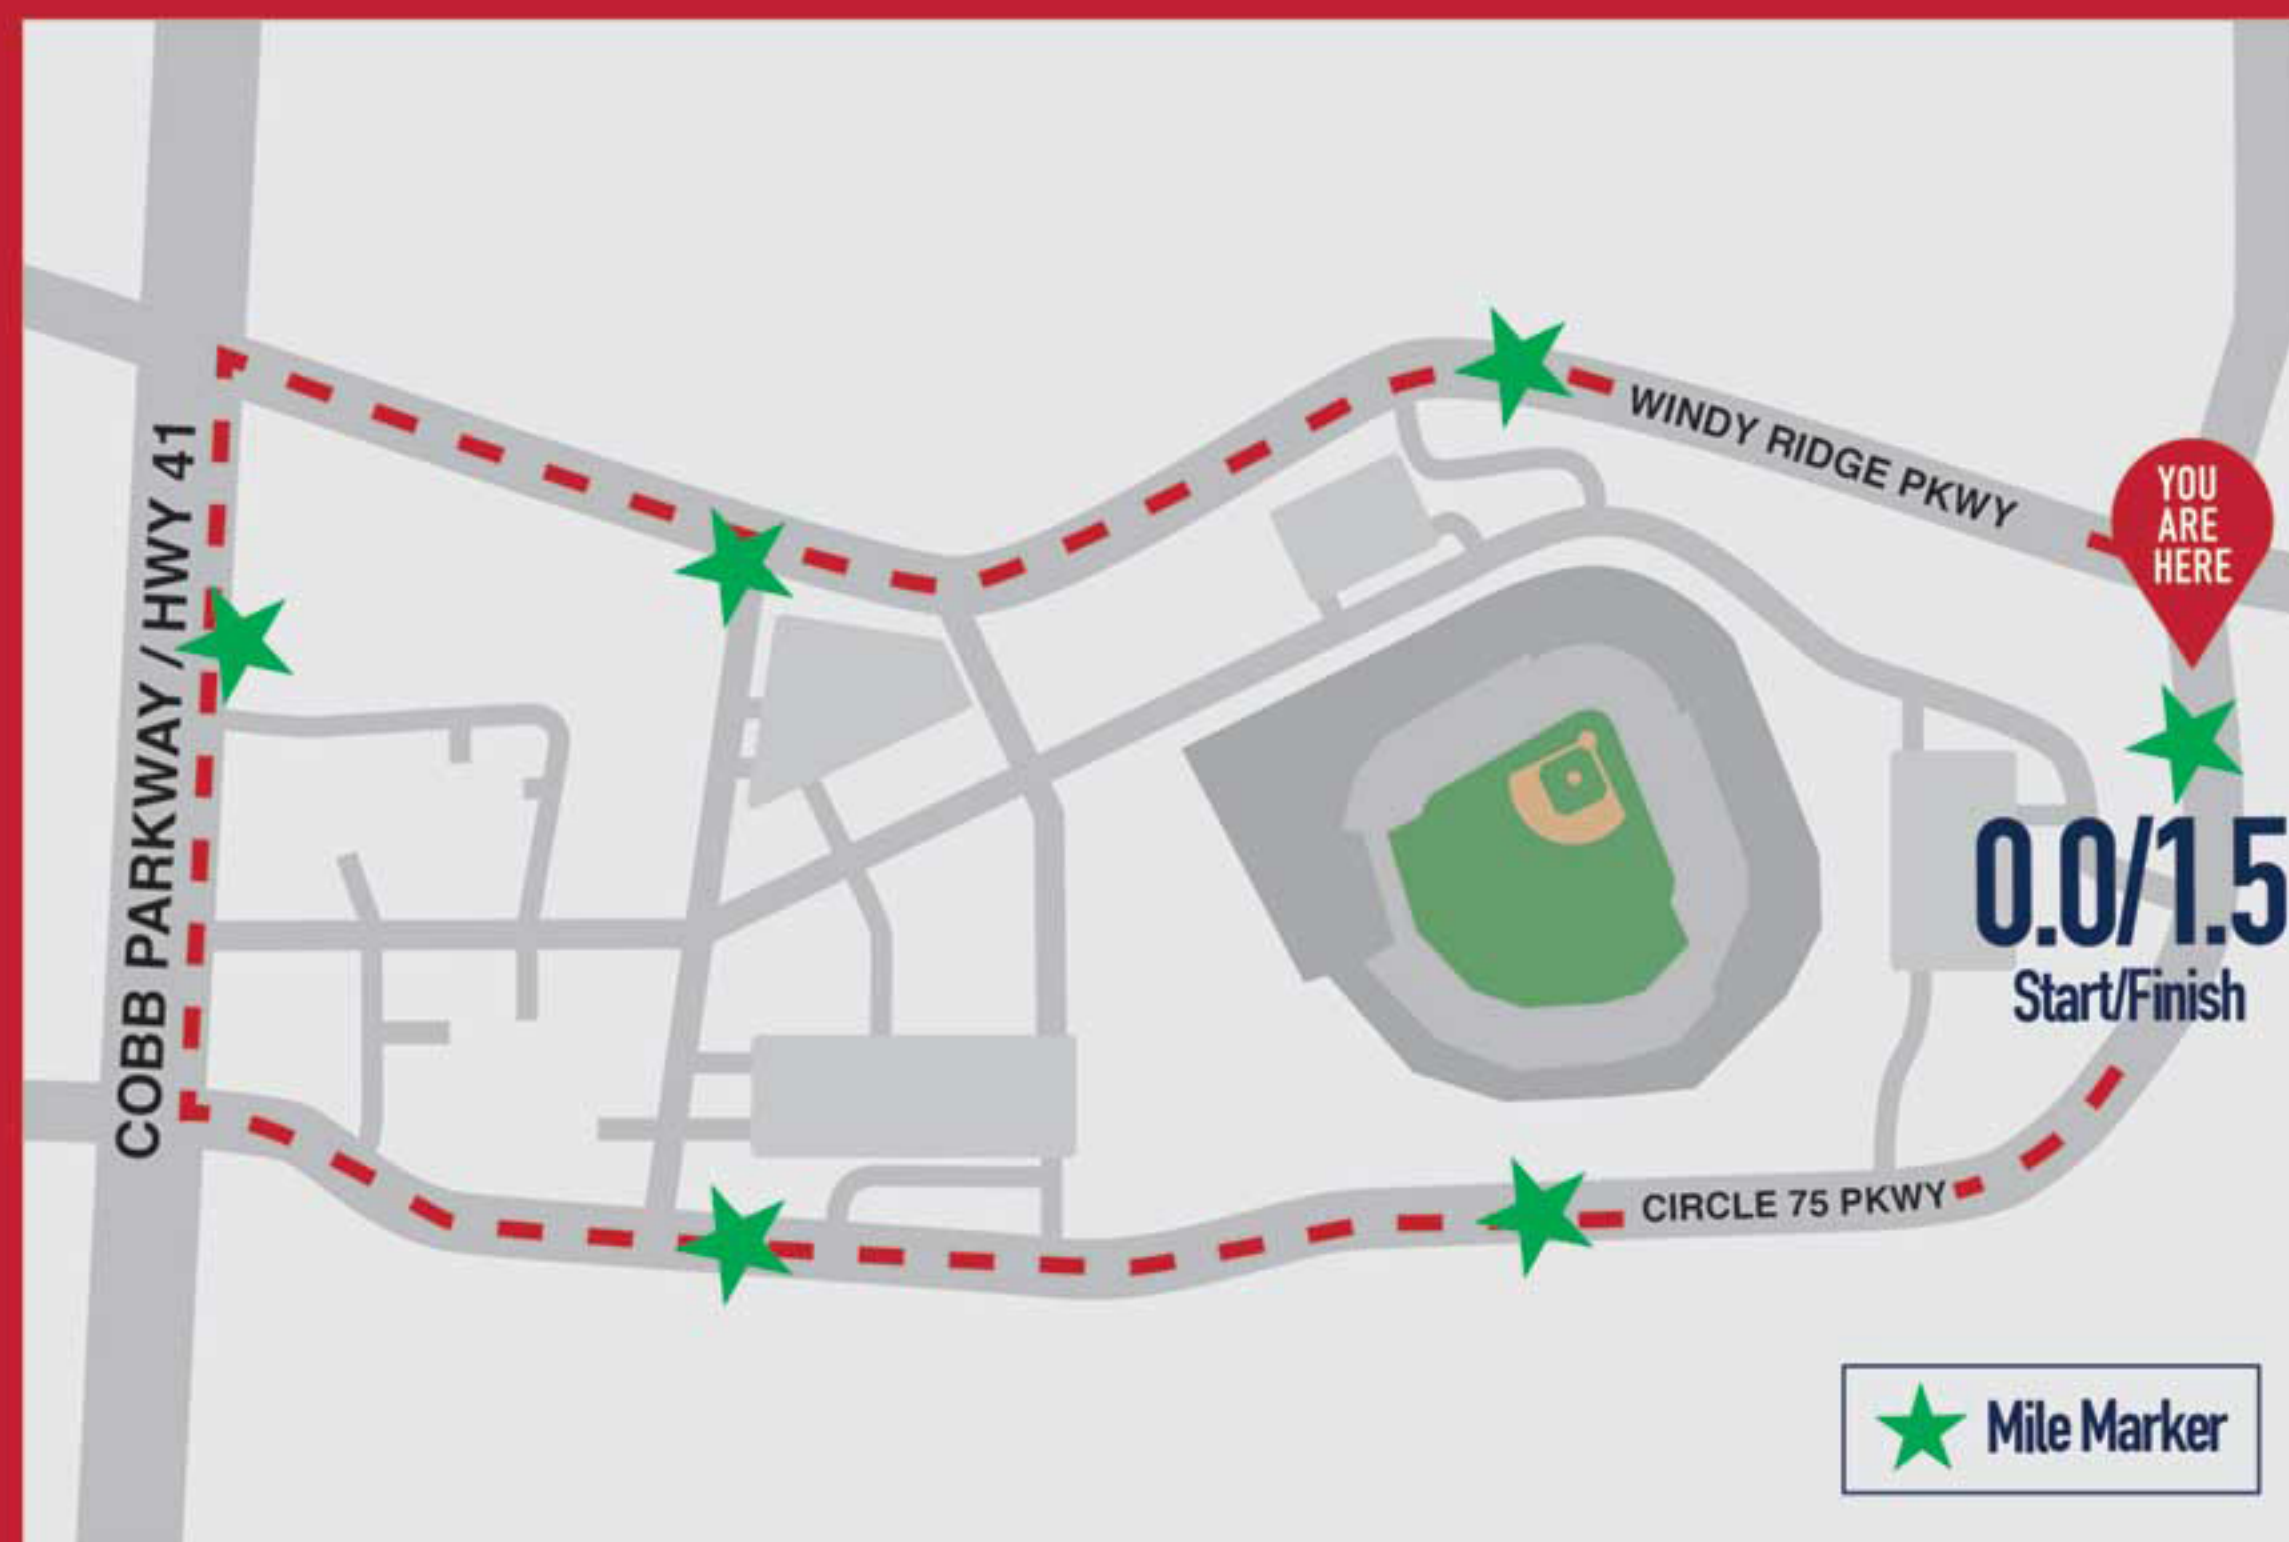 WINDY RIDGE PKWY
COBB PARKWAY / HWY 41
YOU
ARE
HERE
0.0/1.5
Start/Finish
CIRCLE 75 PKWY
Mile Marker